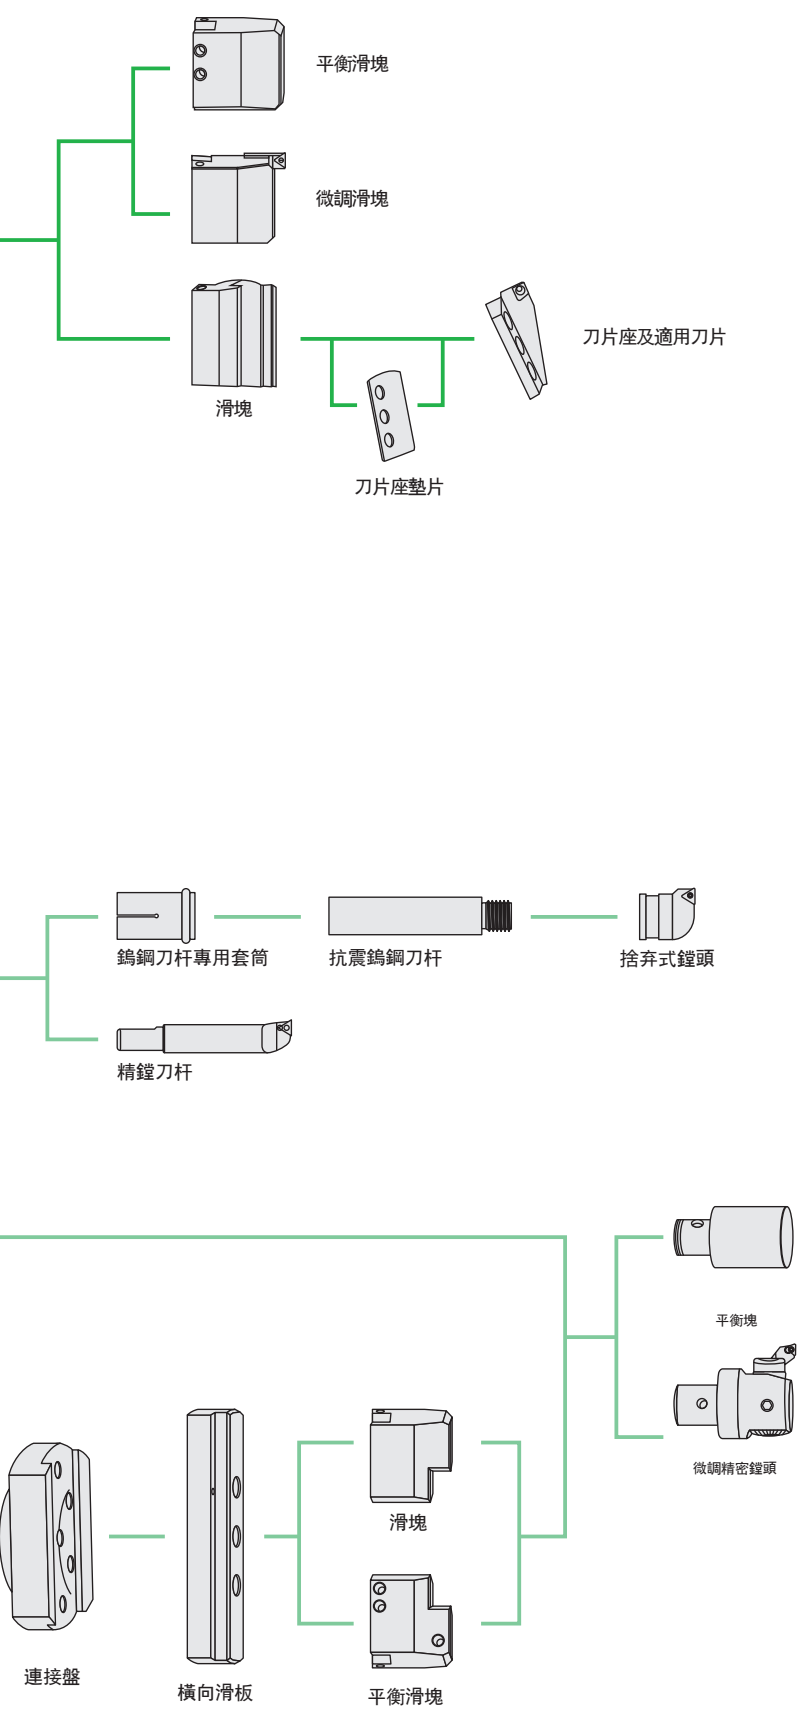 平衡滑塊
微調滑塊
刀片座及適用刀片
滑塊
刀片座墊片
鎢鋼刀杆專用套筒
抗震鎢鋼刀杆
捨弃式鏜頭
精鏜刀杆
平衡塊
微調精密鏜頭
滑塊
連接盤
橫向滑板
平衡滑塊